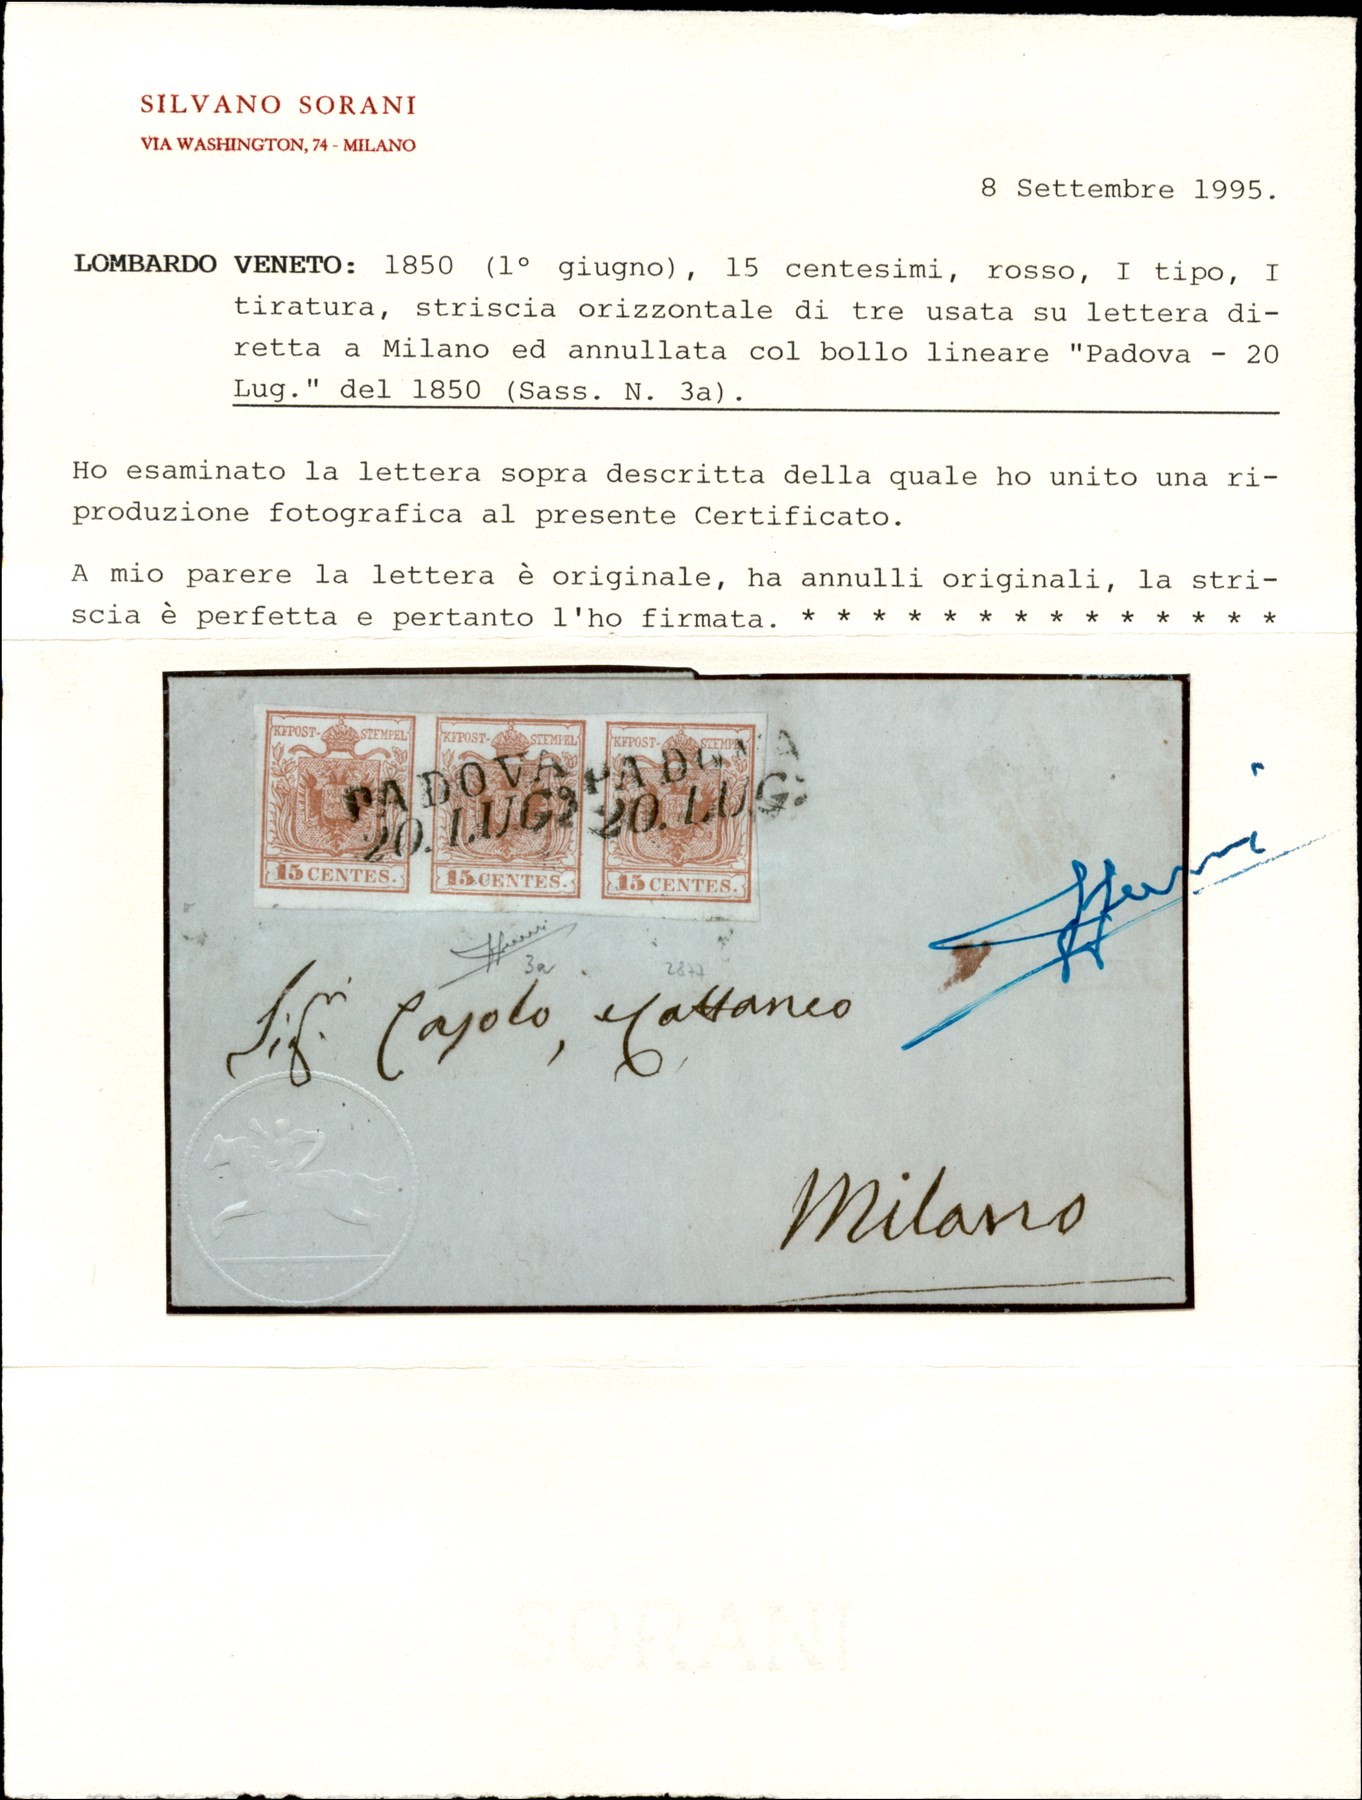 SILVANO SORANI
VIA WASHINGTON, 74 - MILANO
8 Settembre 1995.
LOMBARDO VENETO: 1850 (1° giugno), 15 centesimi, rosso, I tipo, I
tiratura, striscia orizzontale di tre usata su lettera di-
retta a Milano ed annullata col bollo lineare "Padova - 20
Lug." del 1850 (Sass. N. 3a).
Ho esaminato la lettera sopra descritta della quale ho unito una ri-
produzione fotografica al presente Certificato.
A mio parere la lettera è originale, ha annulli originali, la stri-
scia è perfetta e pertanto l'ho firmata. * * * * * * * * * * * * * *
KKPOST- STEMPEL KKPOST- STEMPEL KKPOST- STEMPEL
PADOVA PADOVA
20. LUG: 20. LUG:
15 CENTES. 15 CENTES. 15 CENTES.
3a 2877
Cattaneo
Milano
SORANI